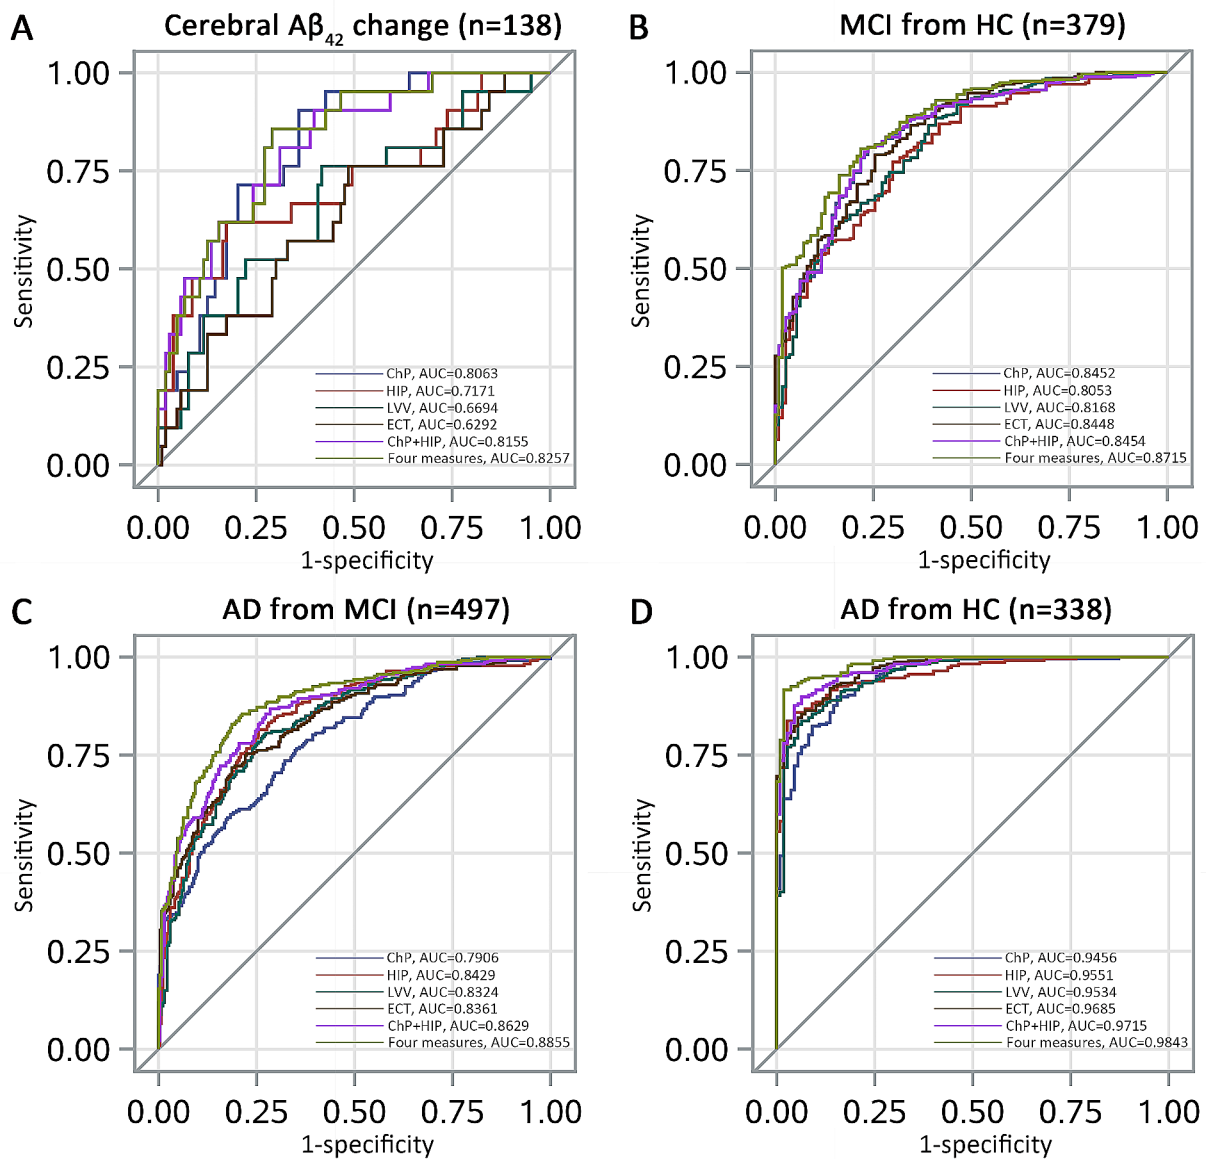 A
Cerebral Aβ42 change (n=138)
Sensitivity
1.00
0.75
0.50
0.25
0.00
ChP, AUC=0.8063
HIP, AUC=0.7171
LVV, AUC=0.6694
ECT, AUC=0.6292
ChP+HIP, AUC=0.8155
Four measures, AUC=0.8257
0.00 0.25 0.50 0.75 1.00
1-specificity
B
MCI from HC (n=379)
Sensitivity
1.00
0.75
0.50
0.25
0.00
ChP, AUC=0.8452
HIP, AUC=0.8053
LVV, AUC=0.8168
ECT, AUC=0.8448
ChP+HIP, AUC=0.8454
Four measures, AUC=0.8715
0.00 0.25 0.50 0.75 1.00
1-specificity
C
AD from MCI (n=497)
Sensitivity
1.00
0.75
0.50
0.25
0.00
ChP, AUC=0.7906
HIP, AUC=0.8429
LVV, AUC=0.8324
ECT, AUC=0.8361
ChP+HIP, AUC=0.8629
Four measures, AUC=0.8855
0.00 0.25 0.50 0.75 1.00
1-specificity
D
AD from HC (n=338)
Sensitivity
1.00
0.75
0.50
0.25
0.00
ChP, AUC=0.9456
HIP, AUC=0.9551
LVV, AUC=0.9534
ECT, AUC=0.9685
ChP+HIP, AUC=0.9715
Four measures, AUC=0.9843
0.00 0.25 0.50 0.75 1.00
1-specificity